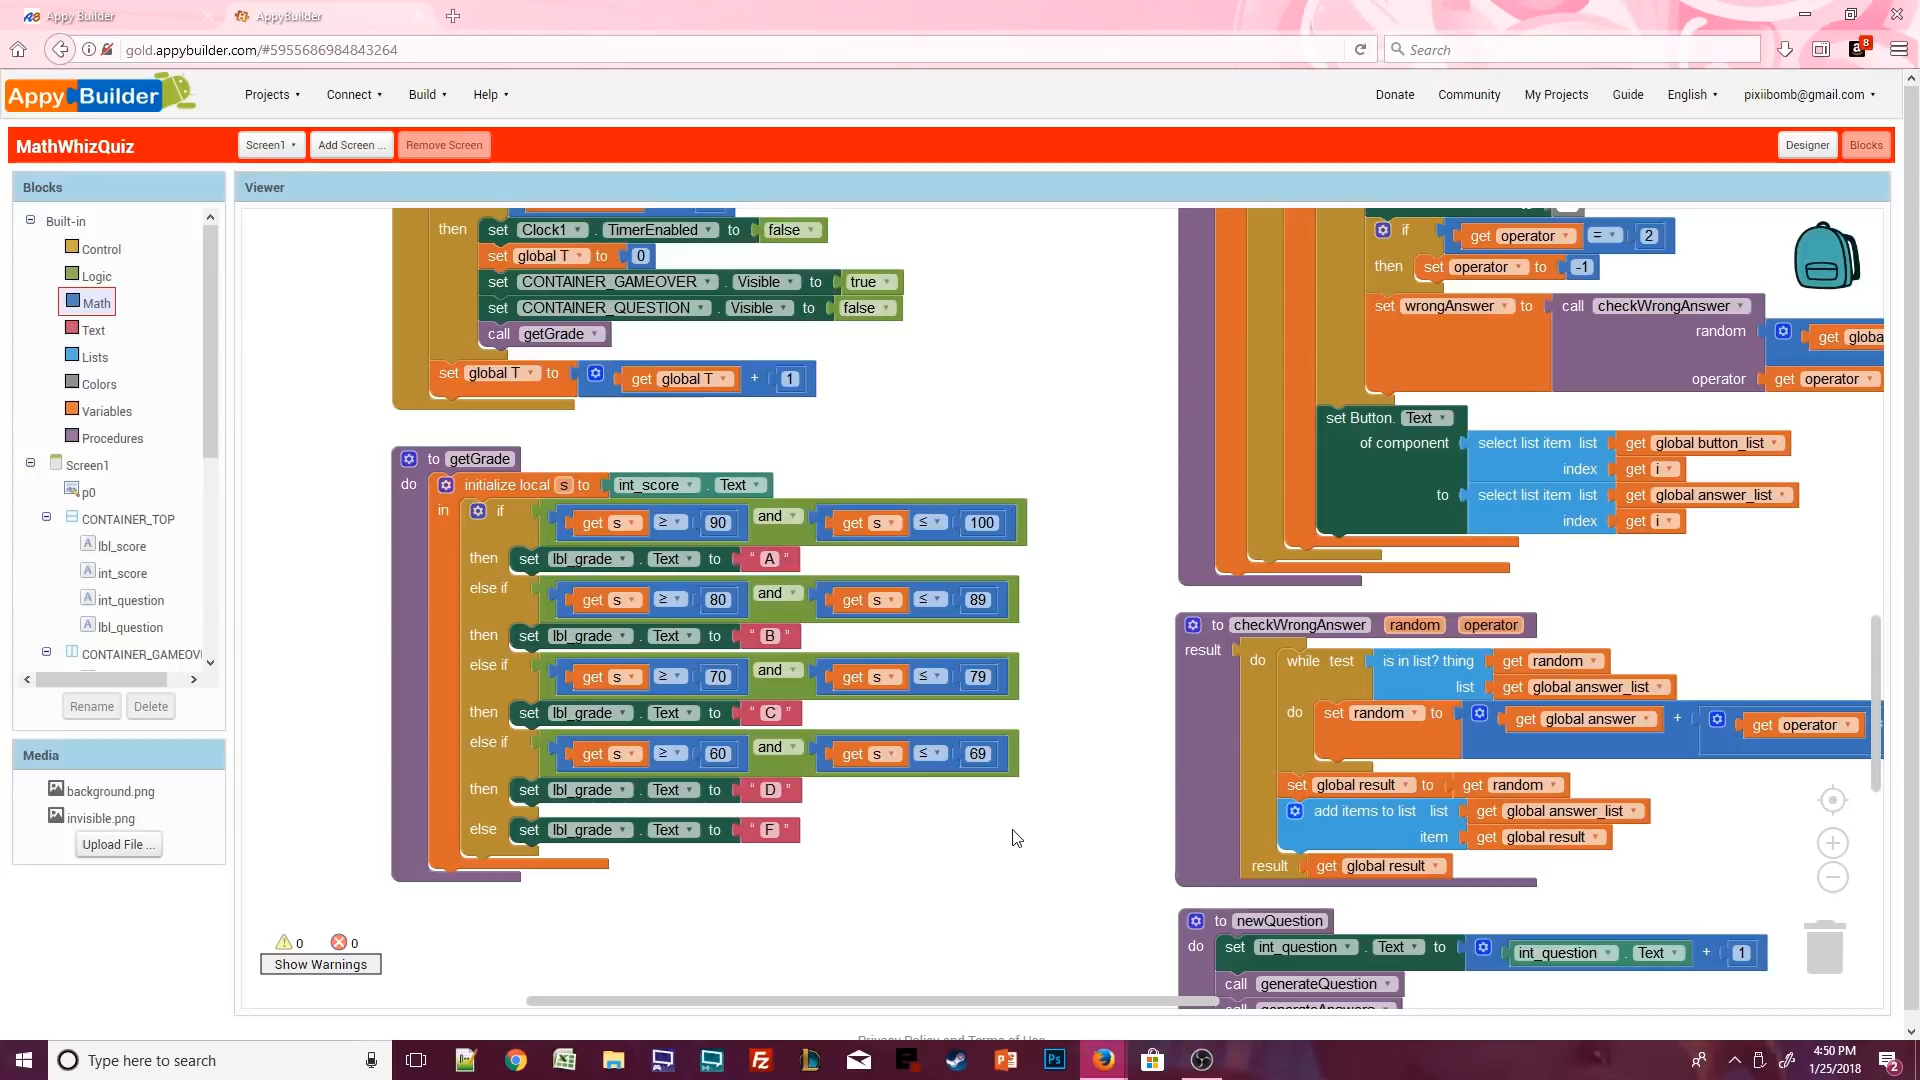 Appy Builder
AppyBuilder
gold.appybuilder.com/#5955686984843264
Search
8
Appy Builder
Projects
Connect
Build
Help
Donate
Community
My Projects
Guide
English
pixiibomb@gmail.com
MathWhizQuiz
Screen1
Add Screen ...
Remove Screen
Designer
Blocks
Blocks
Built-in
Control
Logic
Math
Text
Lists
Colors
Variables
Procedures
Screen1
p0
CONTAINER_TOP
lbl_score
int_score
int_question
lbl_question
CONTAINER_GAMEOV
Rename
Delete
Media
background.png
invisible.png
Upload File ...
Viewer
then set Clock1 . TimerEnabled to false
set global T to 0
set CONTAINER_GAMEOVER . Visible to true
set CONTAINER_QUESTION . Visible to false
call getGrade
set global T to get global T + 1
to getGrade
do initialize local s to int_score . Text
in if get s ≥ 90 and get s ≤ 100
then set lbl_grade . Text to " A "
else if get s ≥ 80 and get s ≤ 89
then set lbl_grade . Text to " B "
else if get s ≥ 70 and get s ≤ 79
then set lbl_grade . Text to " C "
else if get s ≥ 60 and get s ≤ 69
then set lbl_grade . Text to " D "
else set lbl_grade . Text to " F "
0 0
Show Warnings
if get operator = 2
then set operator to -1
set wrongAnswer to call checkWrongAnswer
random get globa
operator get operator
set Button. Text
of component select list item list get global button_list
index get i
to select list item list get global answer_list
index get i
to checkWrongAnswer random operator
result do while test is in list? thing get random
list get global answer_list
do set random to get global answer + get operator
set global result to get random
add items to list list get global answer_list
item get global result
result get global result
to newQuestion
do set int_question . Text to int_question . Text + 1
call generateQuestion
call generateAnswers
Privacy Policy and Terms of Use
Type here to search
4:50 PM
1/25/2018
2